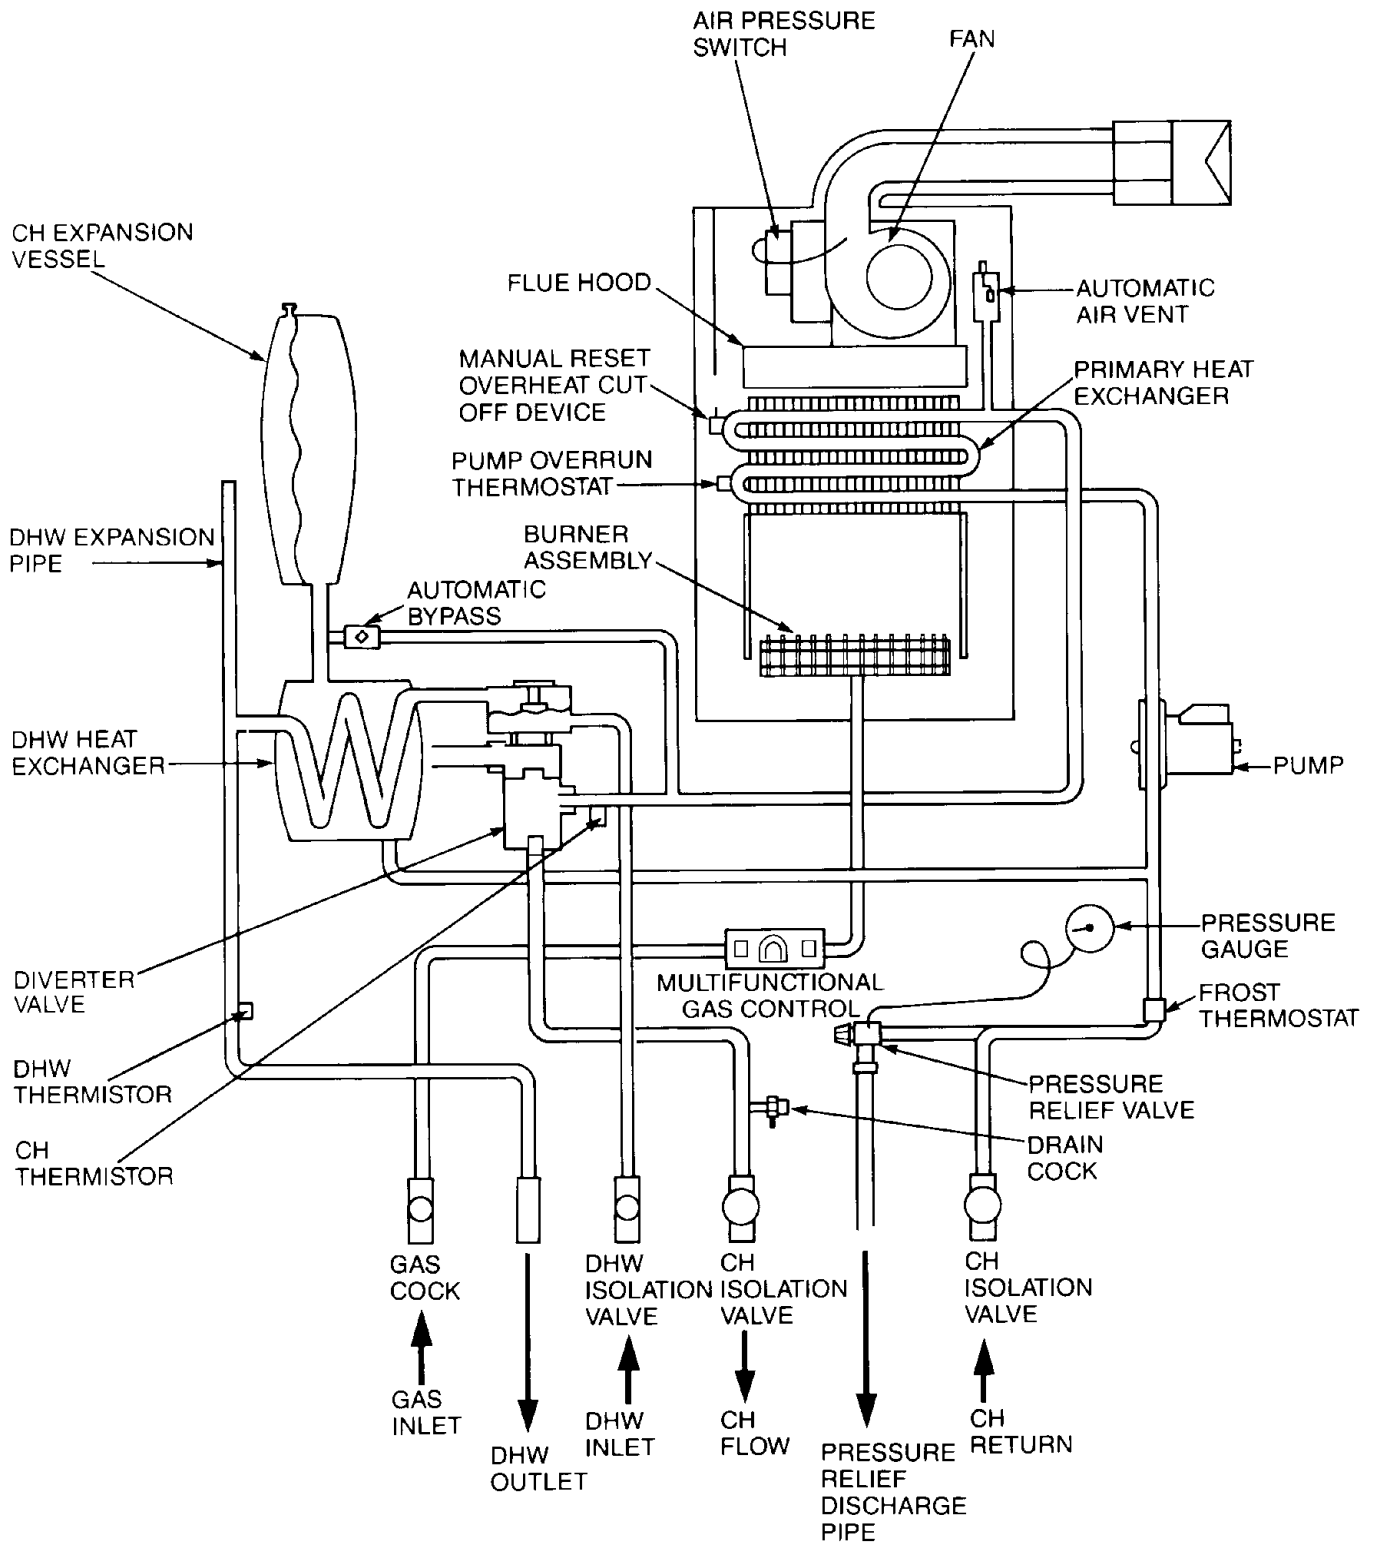 AIR PRESSURE
SWITCH
FAN
CH EXPANSION
VESSEL
FLUE HOOD
AUTOMATIC
AIR VENT
MANUAL RESET
OVERHEAT CUT
OFF DEVICE
PRIMARY HEAT
EXCHANGER
PUMP OVERRUN
THERMOSTAT
DHW EXPANSION
PIPE
BURNER
ASSEMBLY
AUTOMATIC
BYPASS
DHW HEAT
EXCHANGER
PUMP
DIVERTER
VALVE
MULTIFUNCTIONAL
GAS CONTROL
PRESSURE
GAUGE
FROST
THERMOSTAT
DHW
THERMISTOR
PRESSURE
RELIEF VALVE
CH
THERMISTOR
DRAIN
COCK
GAS
COCK
DHW
ISOLATION
VALVE
CH
ISOLATION
VALVE
CH
ISOLATION
VALVE
GAS
INLET
DHW
OUTLET
DHW
INLET
CH
FLOW
PRESSURE
RELIEF
DISCHARGE
PIPE
CH
RETURN